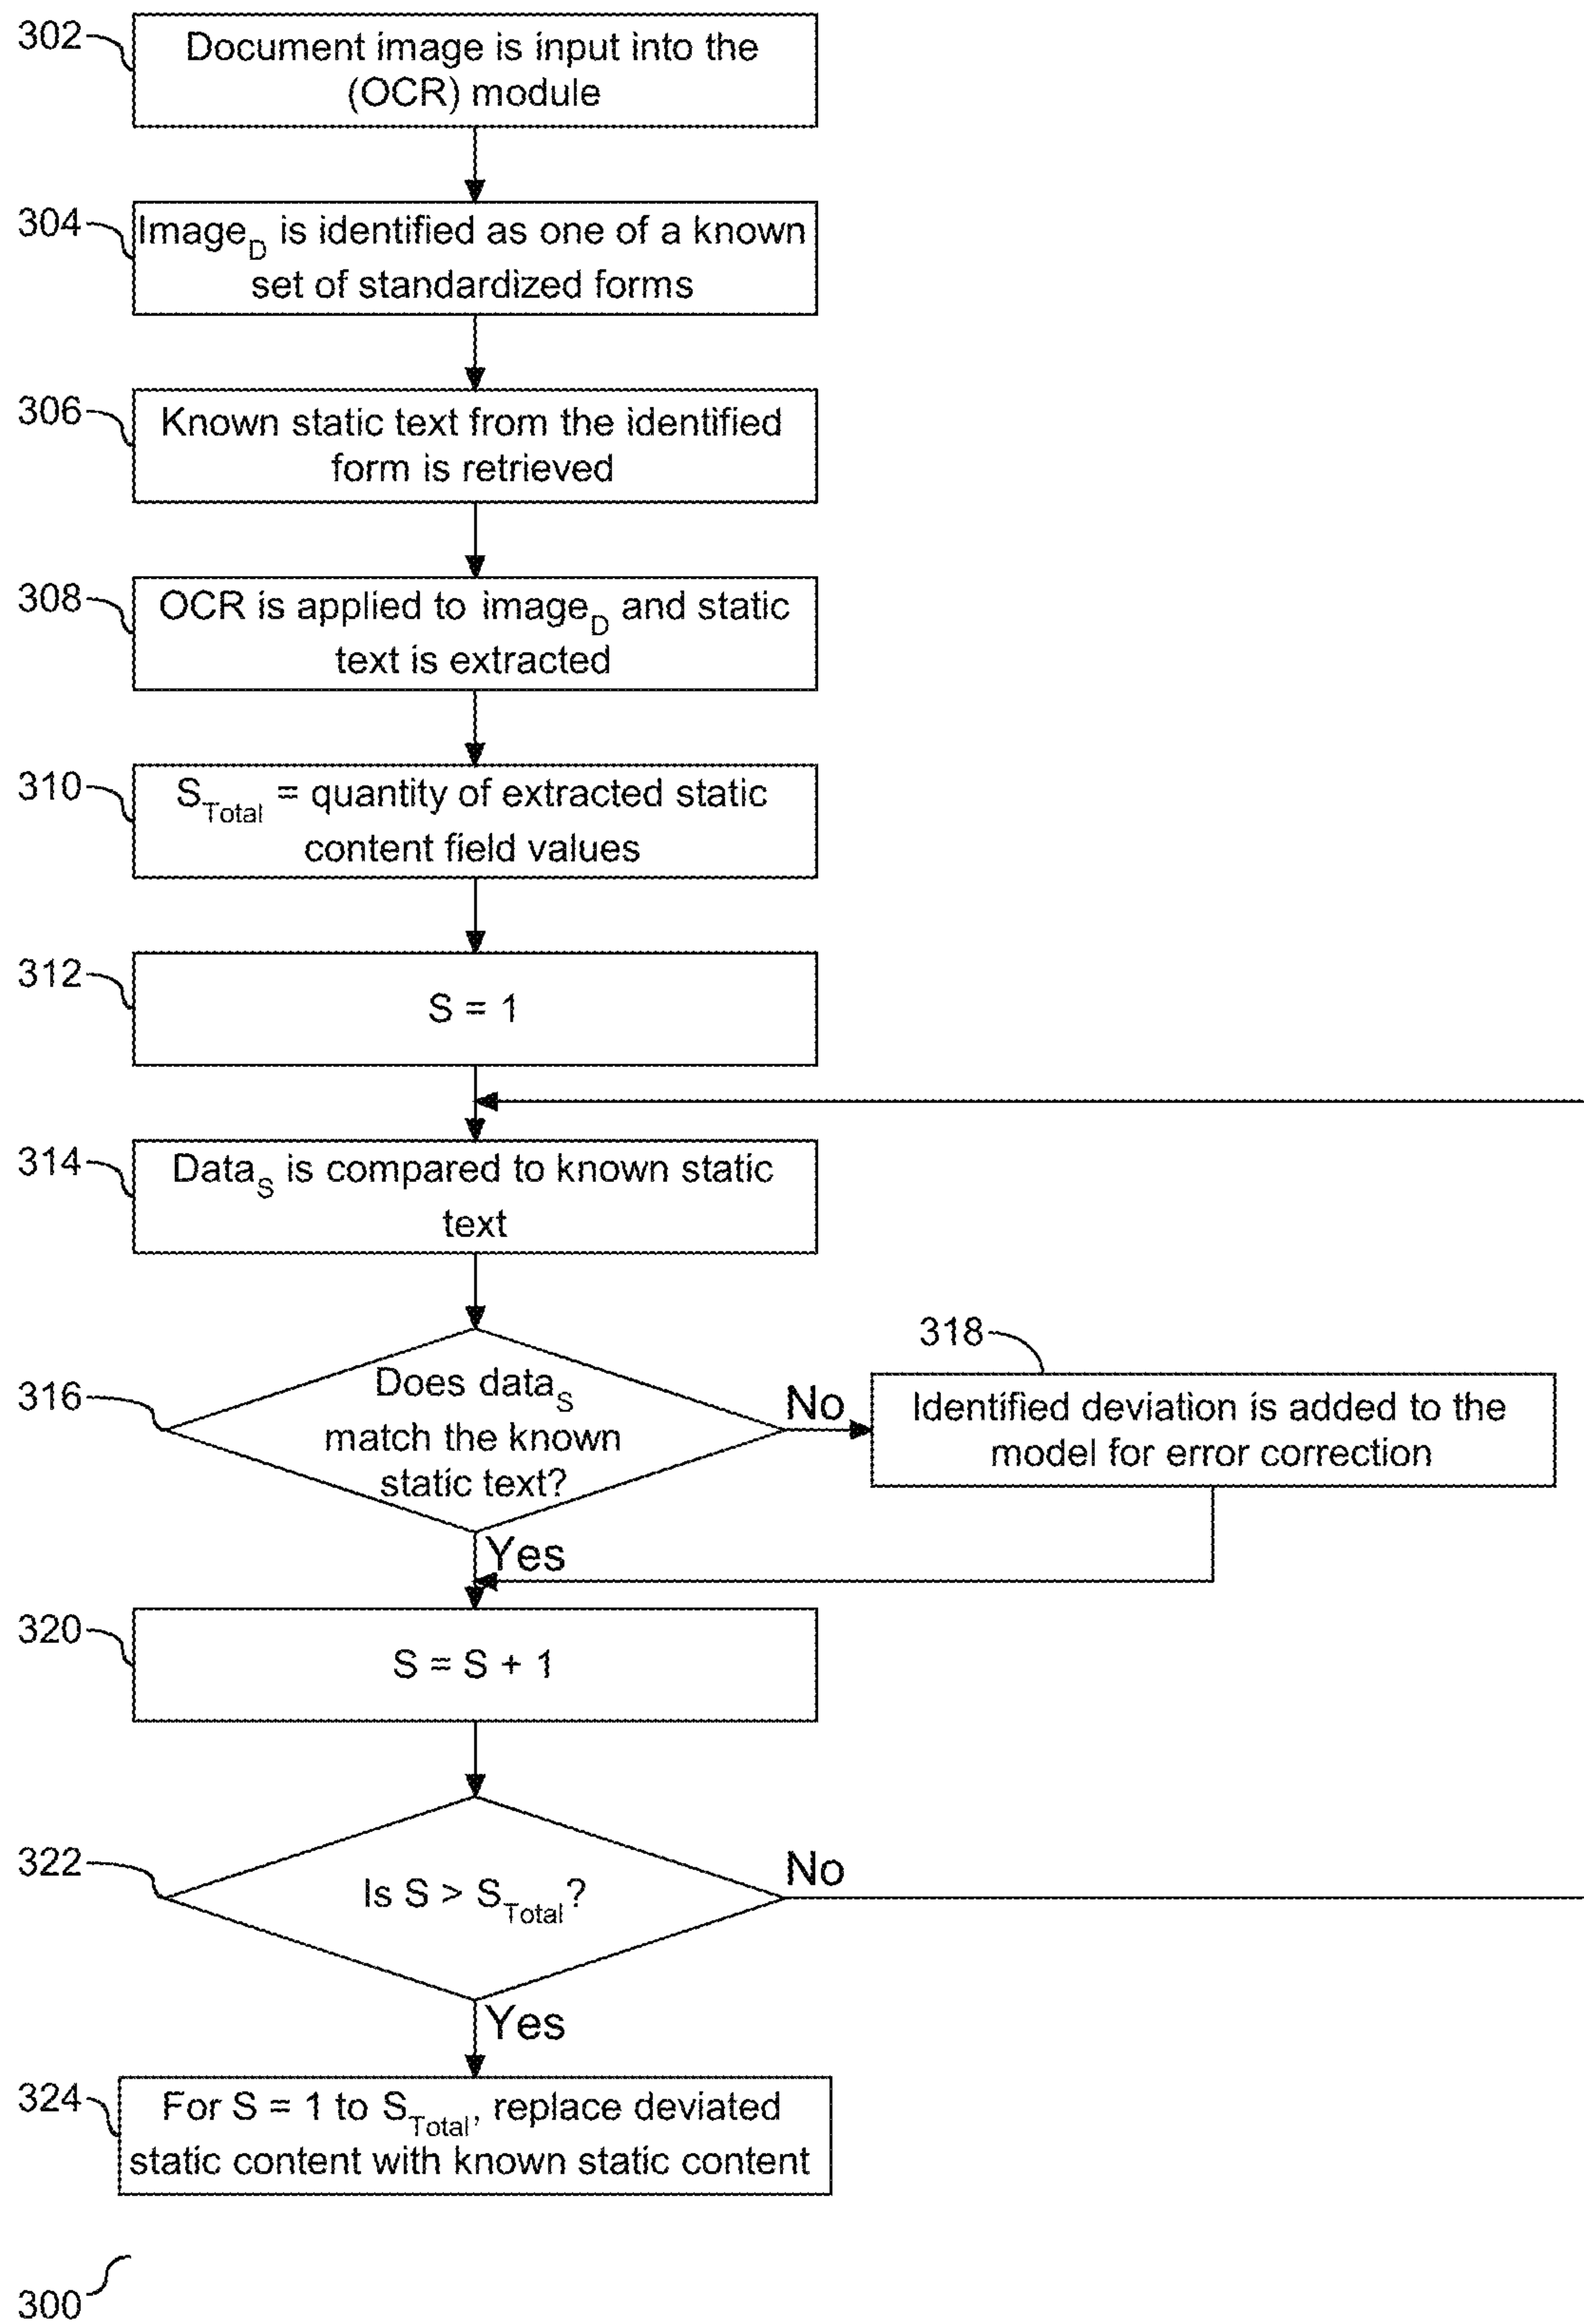 302
Document image is input into the
(OCR) module
304
Image_D is identified as one of a known
set of standardized forms
306
Known static text from the identified
form is retrieved
308
OCR is applied to image_D and static
text is extracted
310
S_Total = quantity of extracted static
content field values
312
S = 1
314
Data_S is compared to known static
text
316
Does data_S
match the known
static text?
No
318
Identified deviation is added to the
model for error correction
Yes
320
S = S + 1
322
Is S > S_Total?
No
Yes
324
For S = 1 to S_Total, replace deviated
static content with known static content
300